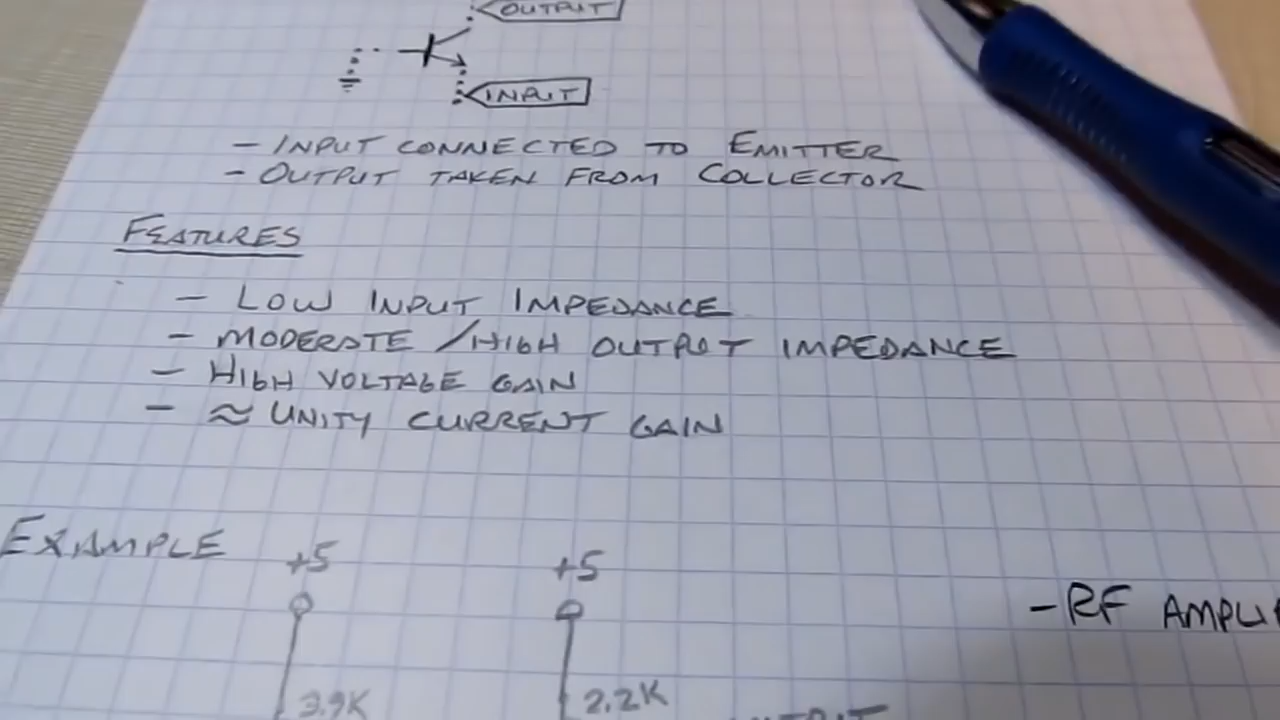 OUTPUT
INPUT
- INPUT CONNECTED TO EMITTER
- OUTPUT TAKEN FROM COLLECTOR
FEATURES
- LOW INPUT IMPEDANCE
- MODERATE / HIGH OUTPUT IMPEDANCE
- HIGH VOLTAGE GAIN
- ≈ UNITY CURRENT GAIN
EXAMPLE
+5 +5
- RF AMPLI
3.9K 2.2K